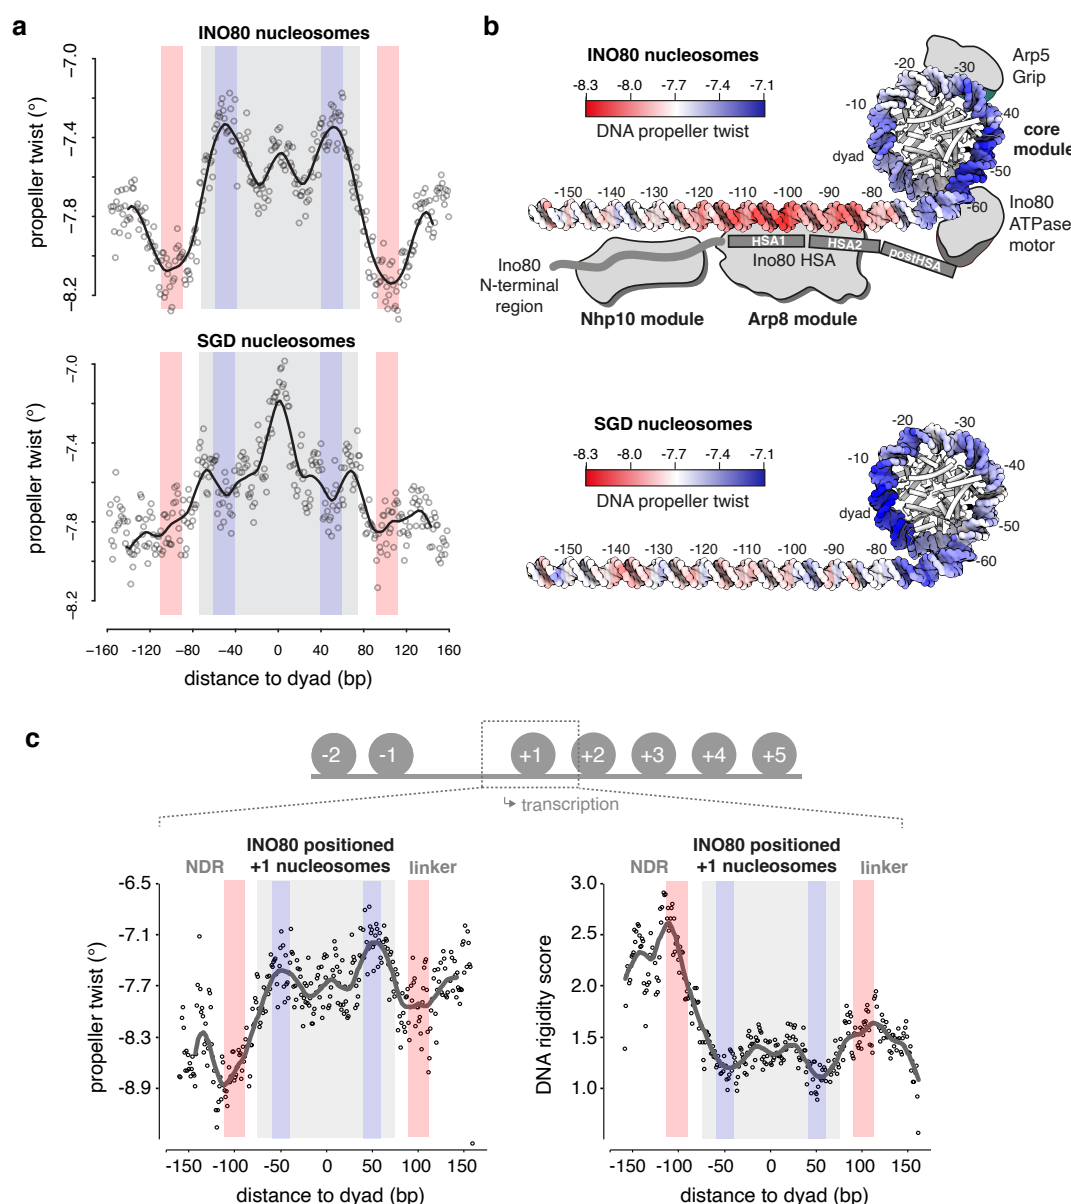 a
INO80 nucleosomes
propeller twist (°)
−7.0
−7.4
−7.8
−8.2
SGD nucleosomes
propeller twist (°)
−7.0
−7.4
−7.8
−8.2
−160 −120 −80 −40 0 40 80 120 160
distance to dyad (bp)
b
INO80 nucleosomes
-8.3 -8.0 -7.7 -7.4 -7.1
DNA propeller twist
Arp5
Grip
-20 -30
-10 40
core
module
dyad
-50
-60
-150 -140 -130 -120 -110 -100 -90 -80
Ino80
ATPase
motor
HSA1 HSA2 postHSA
Ino80 HSA
Ino80
N-terminal
region
Nhp10 module Arp8 module
SGD nucleosomes
-8.3 -8.0 -7.7 -7.4 -7.1
DNA propeller twist
-20 -30
-10 -40
dyad
-50
-60
-150 -140 -130 -120 -110 -100 -90 -80
c
-2 -1 +1 +2 +3 +4 +5
transcription
INO80 positioned
NDR +1 nucleosomes linker
propeller twist (°)
-6.5
-7.1
-7.7
-8.3
-8.9
-150 -100 -50 0 50 100 150
distance to dyad (bp)
INO80 positioned
NDR +1 nucleosomes linker
DNA rigidity score
3.0
2.5
2.0
1.5
1.0
-150 -100 -50 0 50 100 150
distance to dyad (bp)